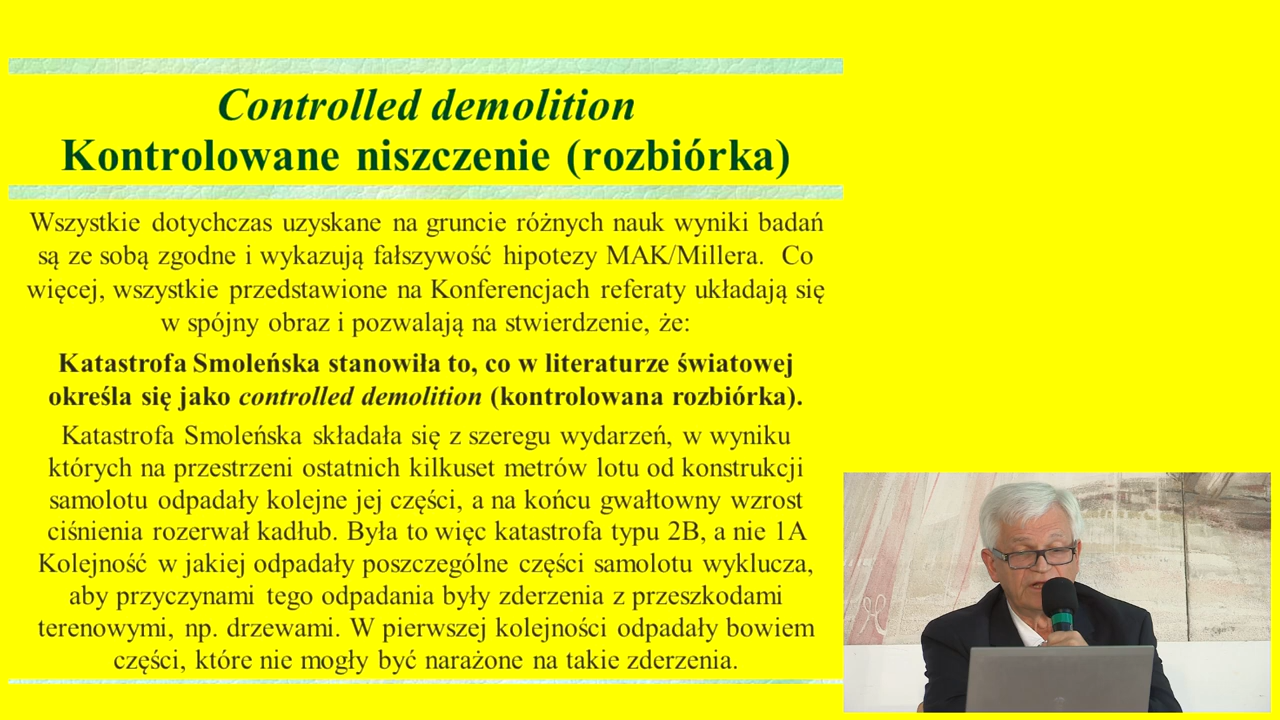 Controlled demolition
Kontrolowane niszczenie (rozbiórka)
Wszystkie dotychczas uzyskane na gruncie różnych nauk wyniki badań
są ze sobą zgodne i wykazują fałszywość hipotezy MAK/Millera. Co
więcej, wszystkie przedstawione na Konferencjach referaty układają się
w spójny obraz i pozwalają na stwierdzenie, że:
Katastrofa Smoleńska stanowiła to, co w literaturze światowej
określa się jako controlled demolition (kontrolowana rozbiórka).
Katastrofa Smoleńska składała się z szeregu wydarzeń, w wyniku
których na przestrzeni ostatnich kilkuset metrów lotu od konstrukcji
samolotu odpadały kolejne jej części, a na końcu gwałtowny wzrost
ciśnienia rozerwał kadłub. Była to więc katastrofa typu 2B, a nie 1A
Kolejność w jakiej odpadały poszczególne części samolotu wyklucza,
aby przyczynami tego odpadania były zderzenia z przeszkodami
terenowymi, np. drzewami. W pierwszej kolejności odpadały bowiem
części, które nie mogły być narażone na takie zderzenia.